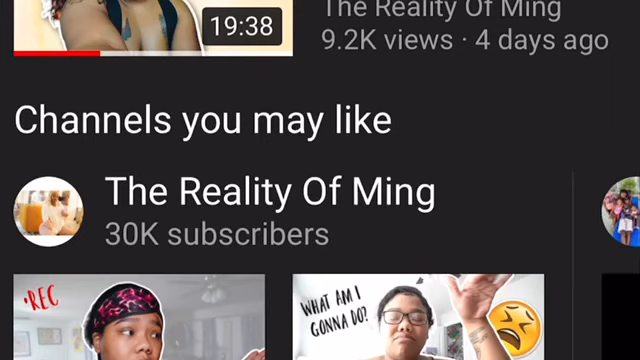 19:38
The Reality Of Ming
9.2K views · 4 days ago
Channels you may like
The Reality Of Ming
30K subscribers
REC
WHAT AM I
GONNA DO?